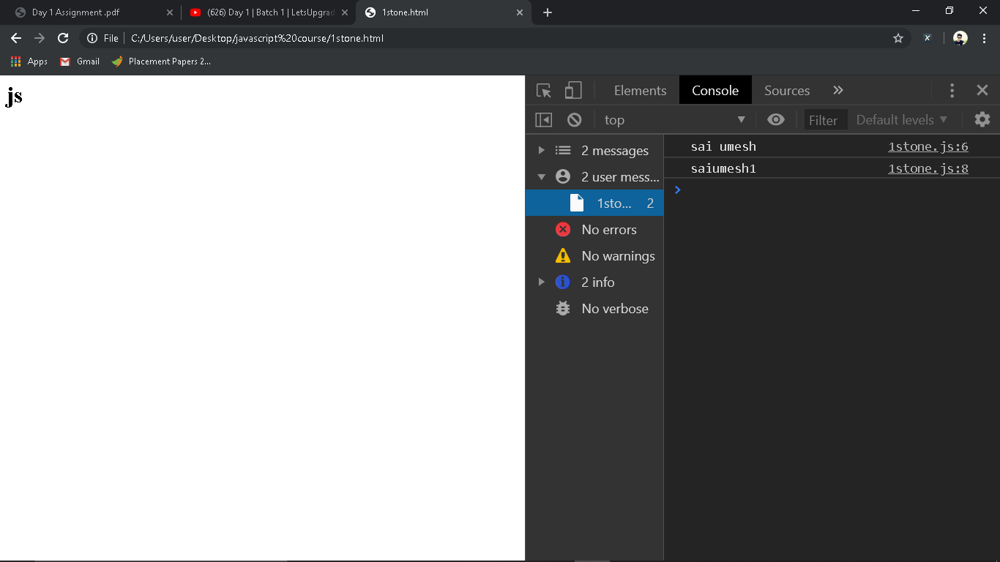 Day 1 Assignment .pdf
(626) Day 1 | Batch 1 | LetsUpgrad
1stone.html
File
C:/Users/user/Desktop/javascript%20course/1stone.html
Apps
Gmail
Placement Papers 2...
js
Elements
Console
Sources
top
Filter
Default levels
2 messages
2 user mess...
1sto... 2
No errors
No warnings
2 info
No verbose
sai umesh 1stone.js:6
saiumesh1 1stone.js:8